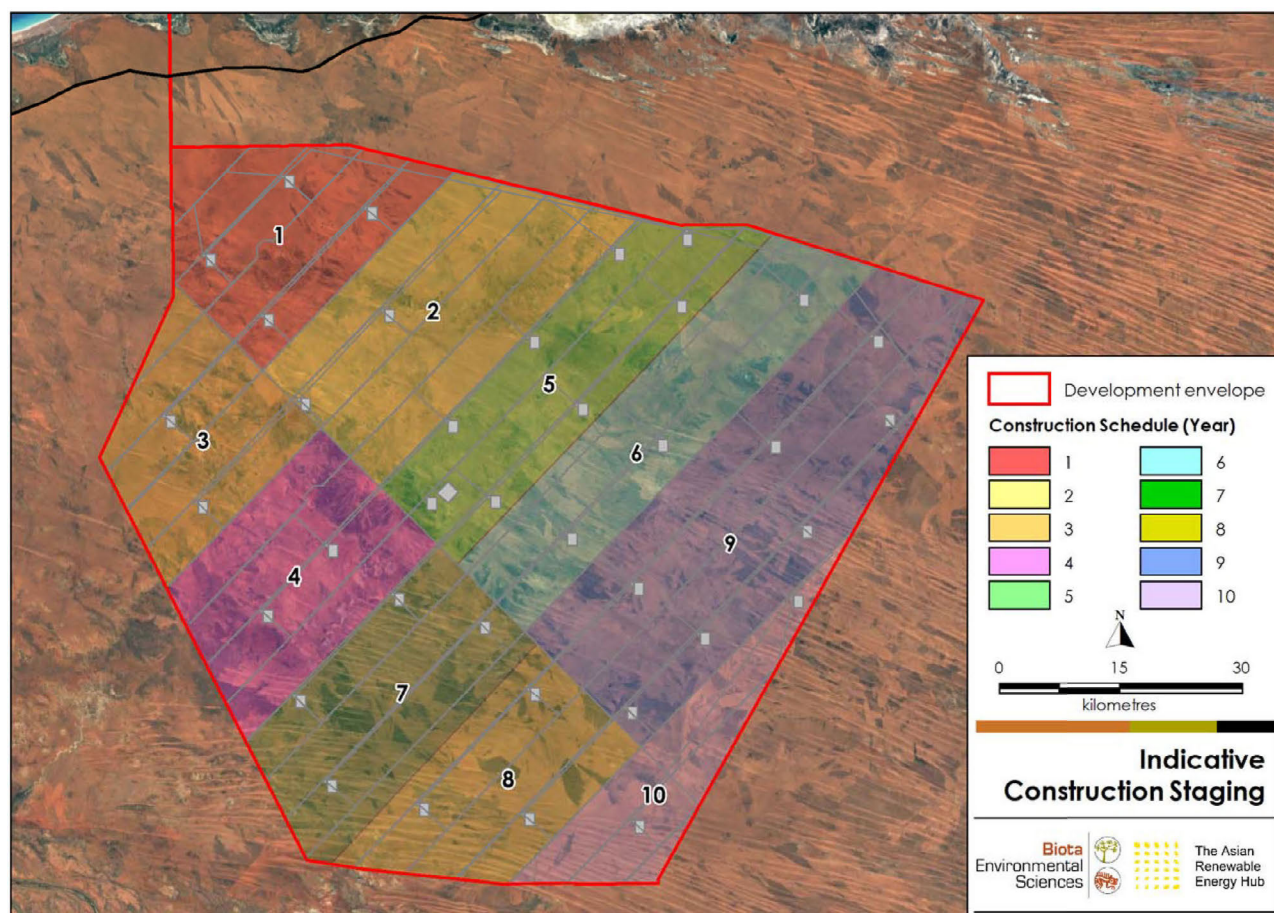 1
2
3
4
5
6
7
8
9
10
Development envelope
Construction Schedule (Year)
1 6
2 7
3 8
4 9
5 10
N
0 15 30
kilometres
Indicative
Construction Staging
Biota
Environmental
Sciences
The Asian
Renewable
Energy Hub